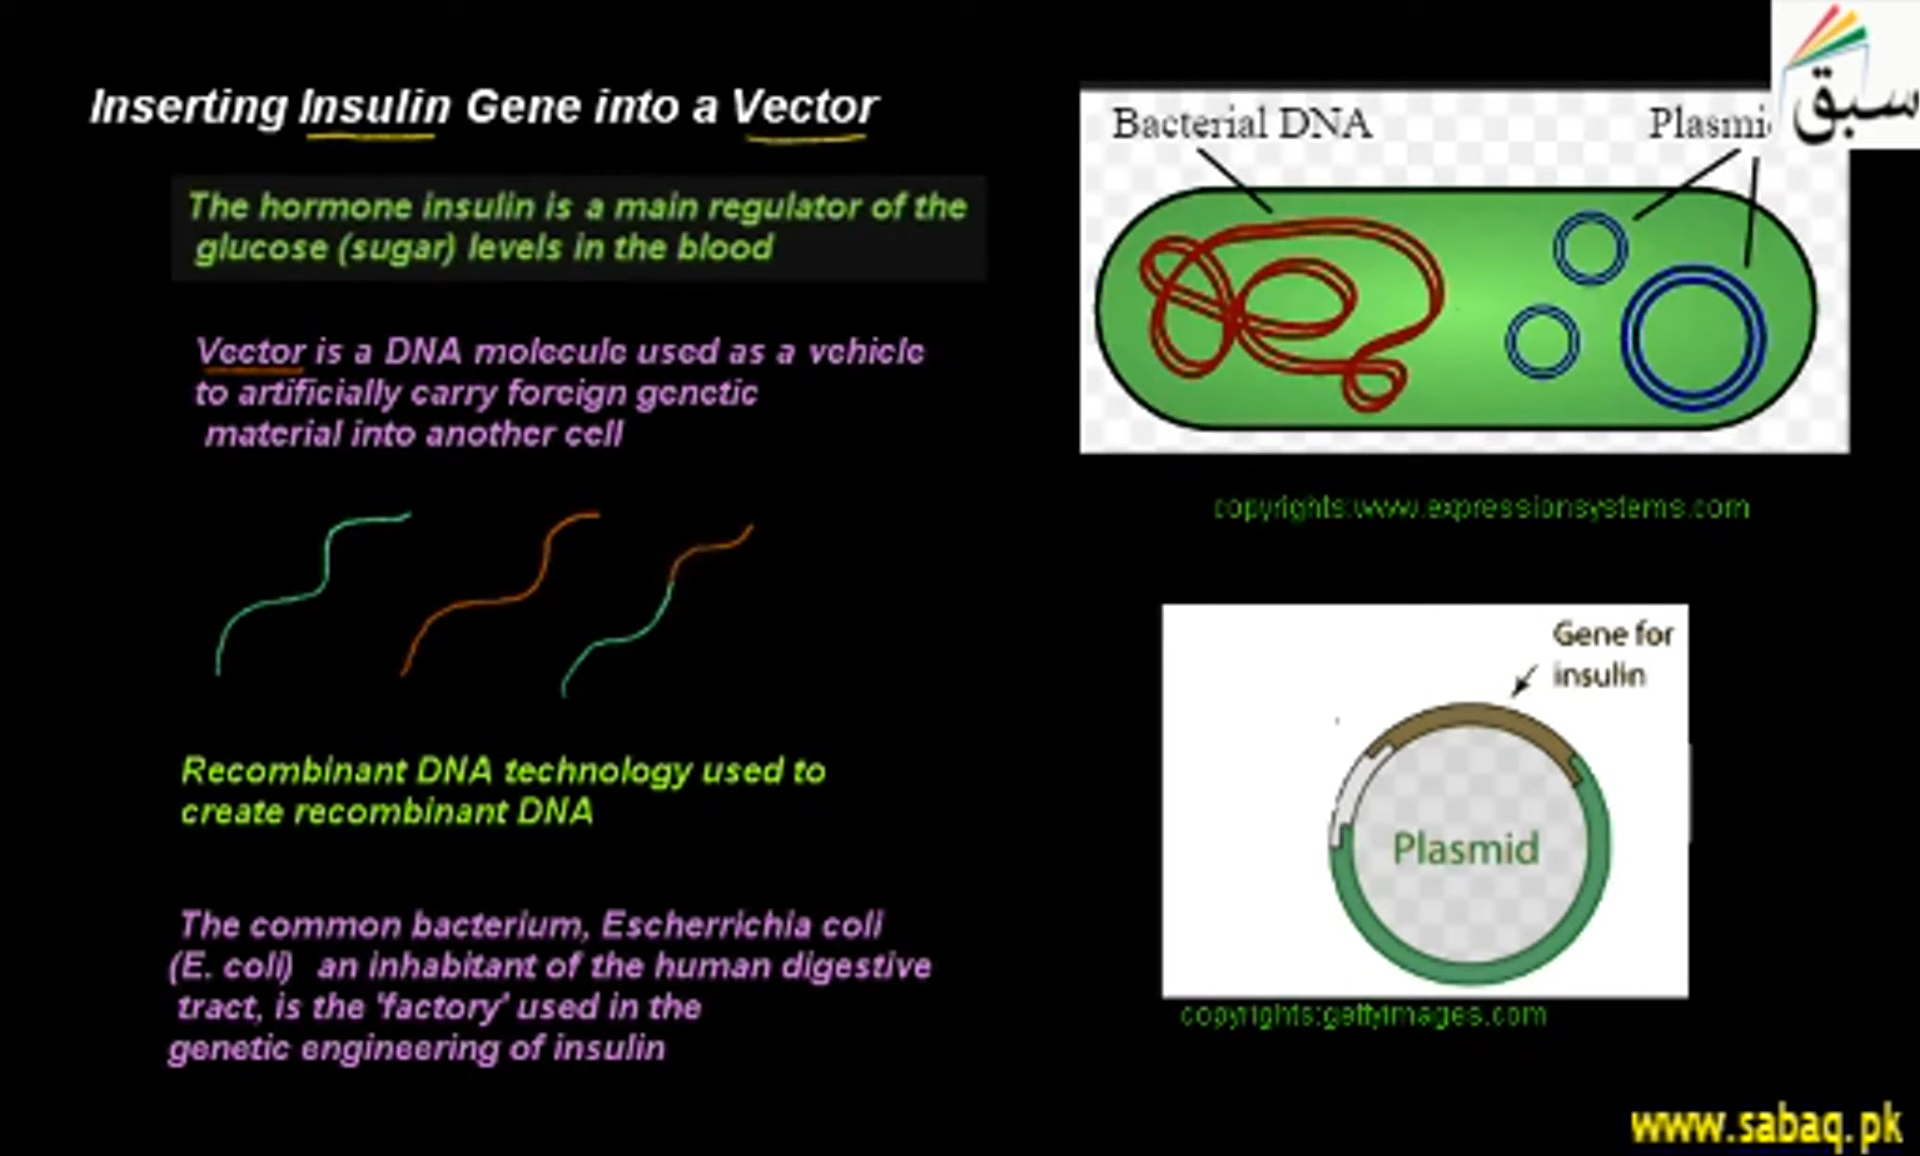 Inserting Insulin Gene into a Vector
The hormone insulin is a main regulator of the
glucose (sugar) levels in the blood
Vector is a DNA molecule used as a vehicle
to artificially carry foreign genetic
material into another cell
Recombinant DNA technology used to
create recombinant DNA
The common bacterium, Escherrichia coli
(E. coli) an inhabitant of the human digestive
tract, is the 'factory' used in the
genetic engineering of insulin
Bacterial DNA
Plasmi
سبق
copyrights:www.expressionsystems.com
Gene for
insulin
Plasmid
copyrights:gettyimages.com
www.sabaq.pk